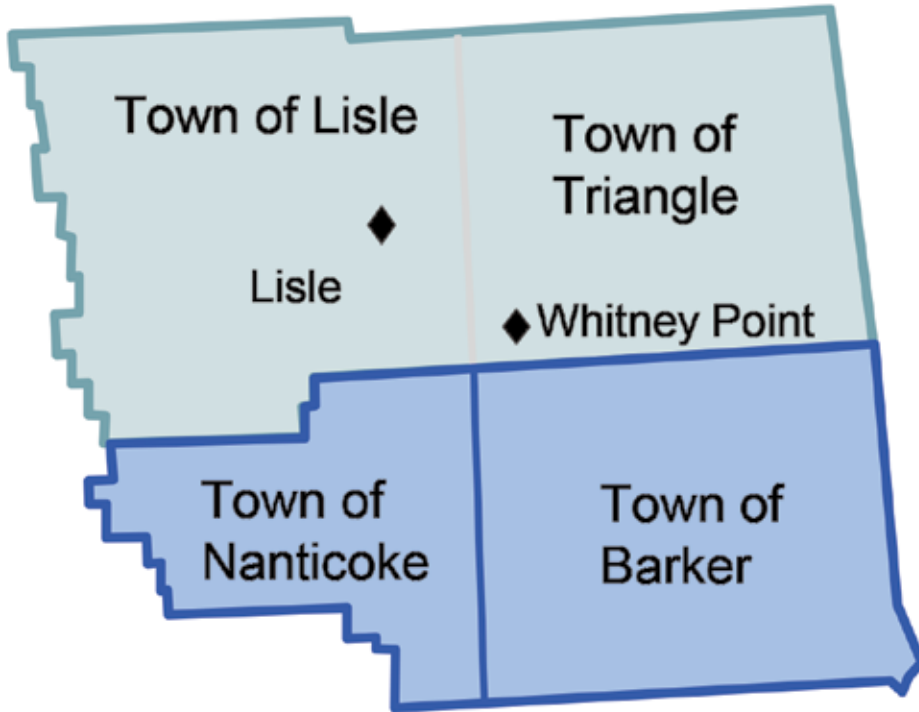 Town of Lisle
Town of
Triangle
Lisle
Whitney Point
Town of
Nanticoke
Town of
Barker